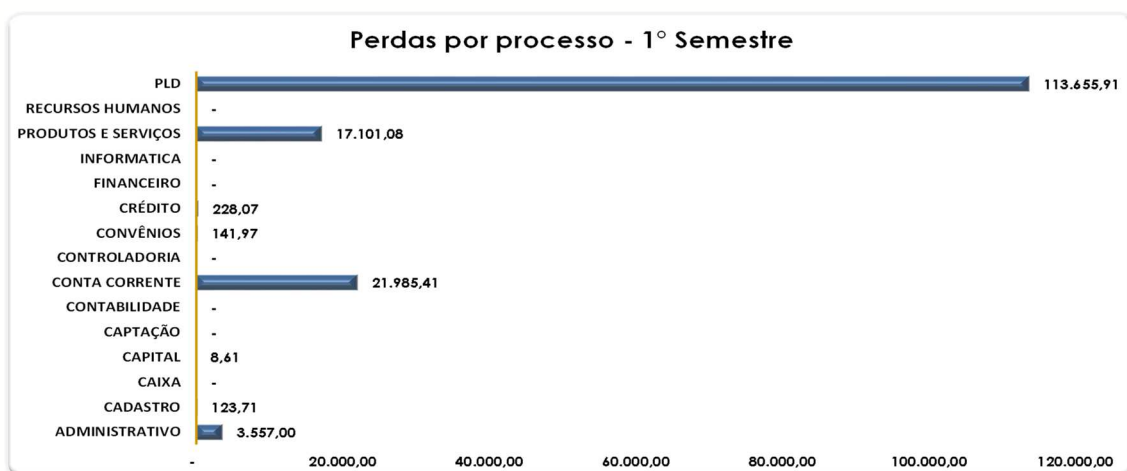 Perdas por processo - 1° Semestre
PLD 113.655,91
RECURSOS HUMANOS -
PRODUTOS E SERVIÇOS 17.101,08
INFORMATICA -
FINANCEIRO -
CRÉDITO 228,07
CONVÊNIOS 141,97
CONTROLADORIA -
CONTA CORRENTE 21.985,41
CONTABILIDADE -
CAPTAÇÃO -
CAPITAL 8,61
CAIXA -
CADASTRO 123,71
ADMINISTRATIVO 3.557,00
- 20.000,00 40.000,00 60.000,00 80.000,00 100.000,00 120.000,00